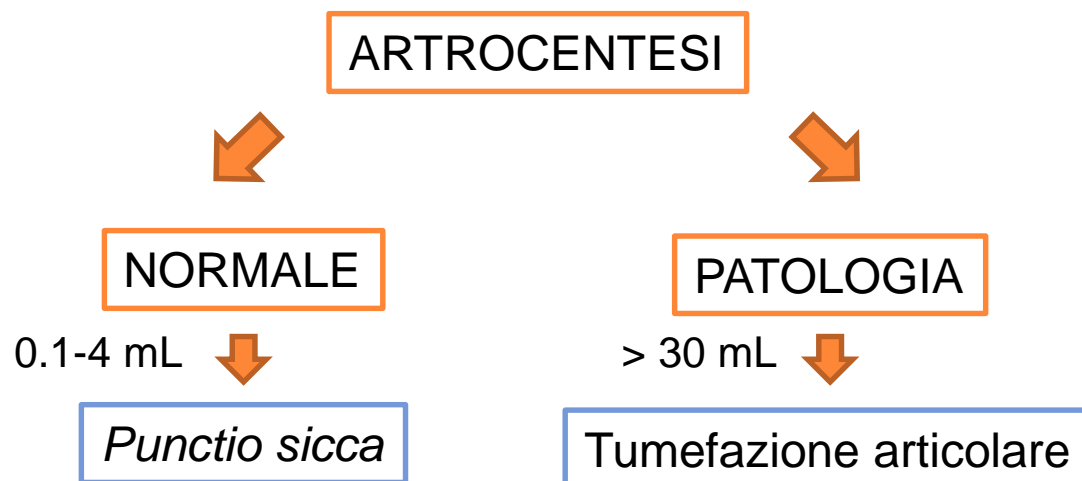 ARTROCENTESI
NORMALE
PATOLOGIA
0.1-4 mL
> 30 mL
Punctio sicca
Tumefazione articolare